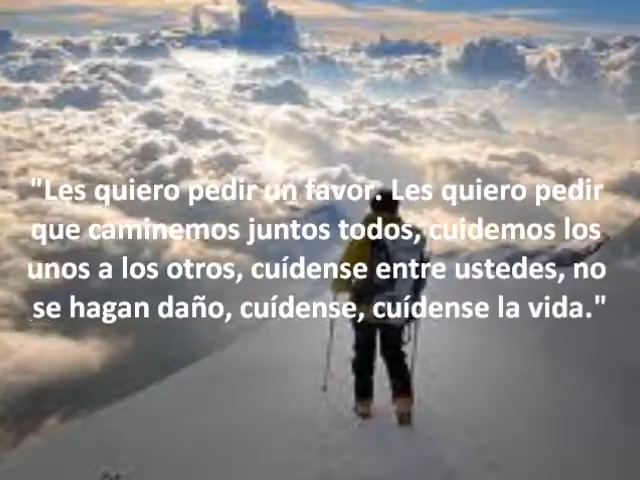 "Les quiero pedir un favor. Les quiero pedir
que caminemos juntos todos, cuidemos los
unos a los otros, cuídense entre ustedes, no
se hagan daño, cuídense, cuídense la vida."